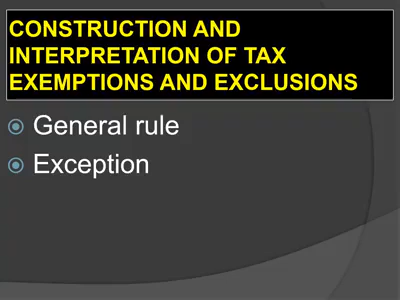 CONSTRUCTION AND
INTERPRETATION OF TAX
EXEMPTIONS AND EXCLUSIONS
General rule
Exception